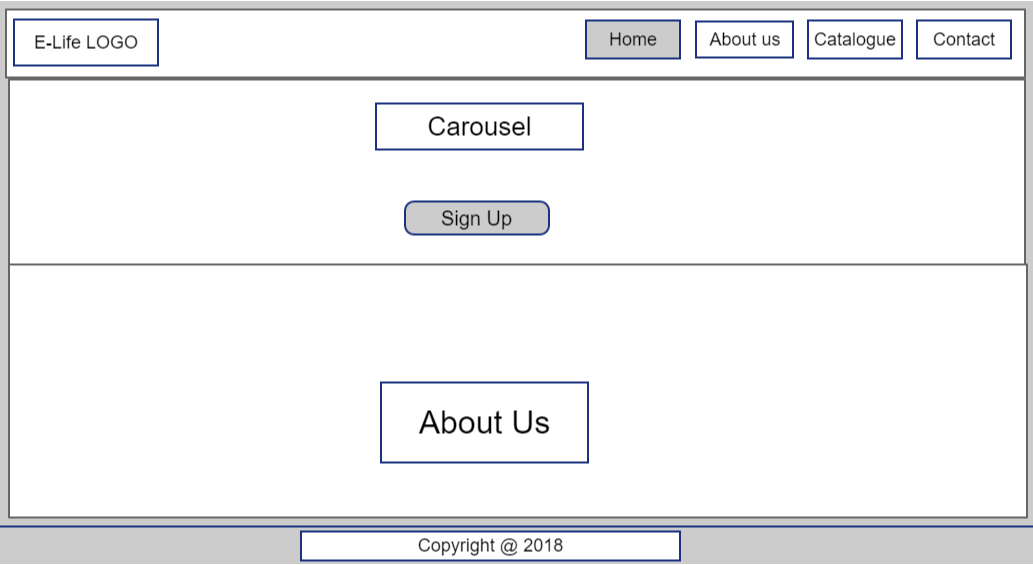 E-Life LOGO
Home
About us
Catalogue
Contact
Carousel
Sign Up
About Us
Copyright @ 2018